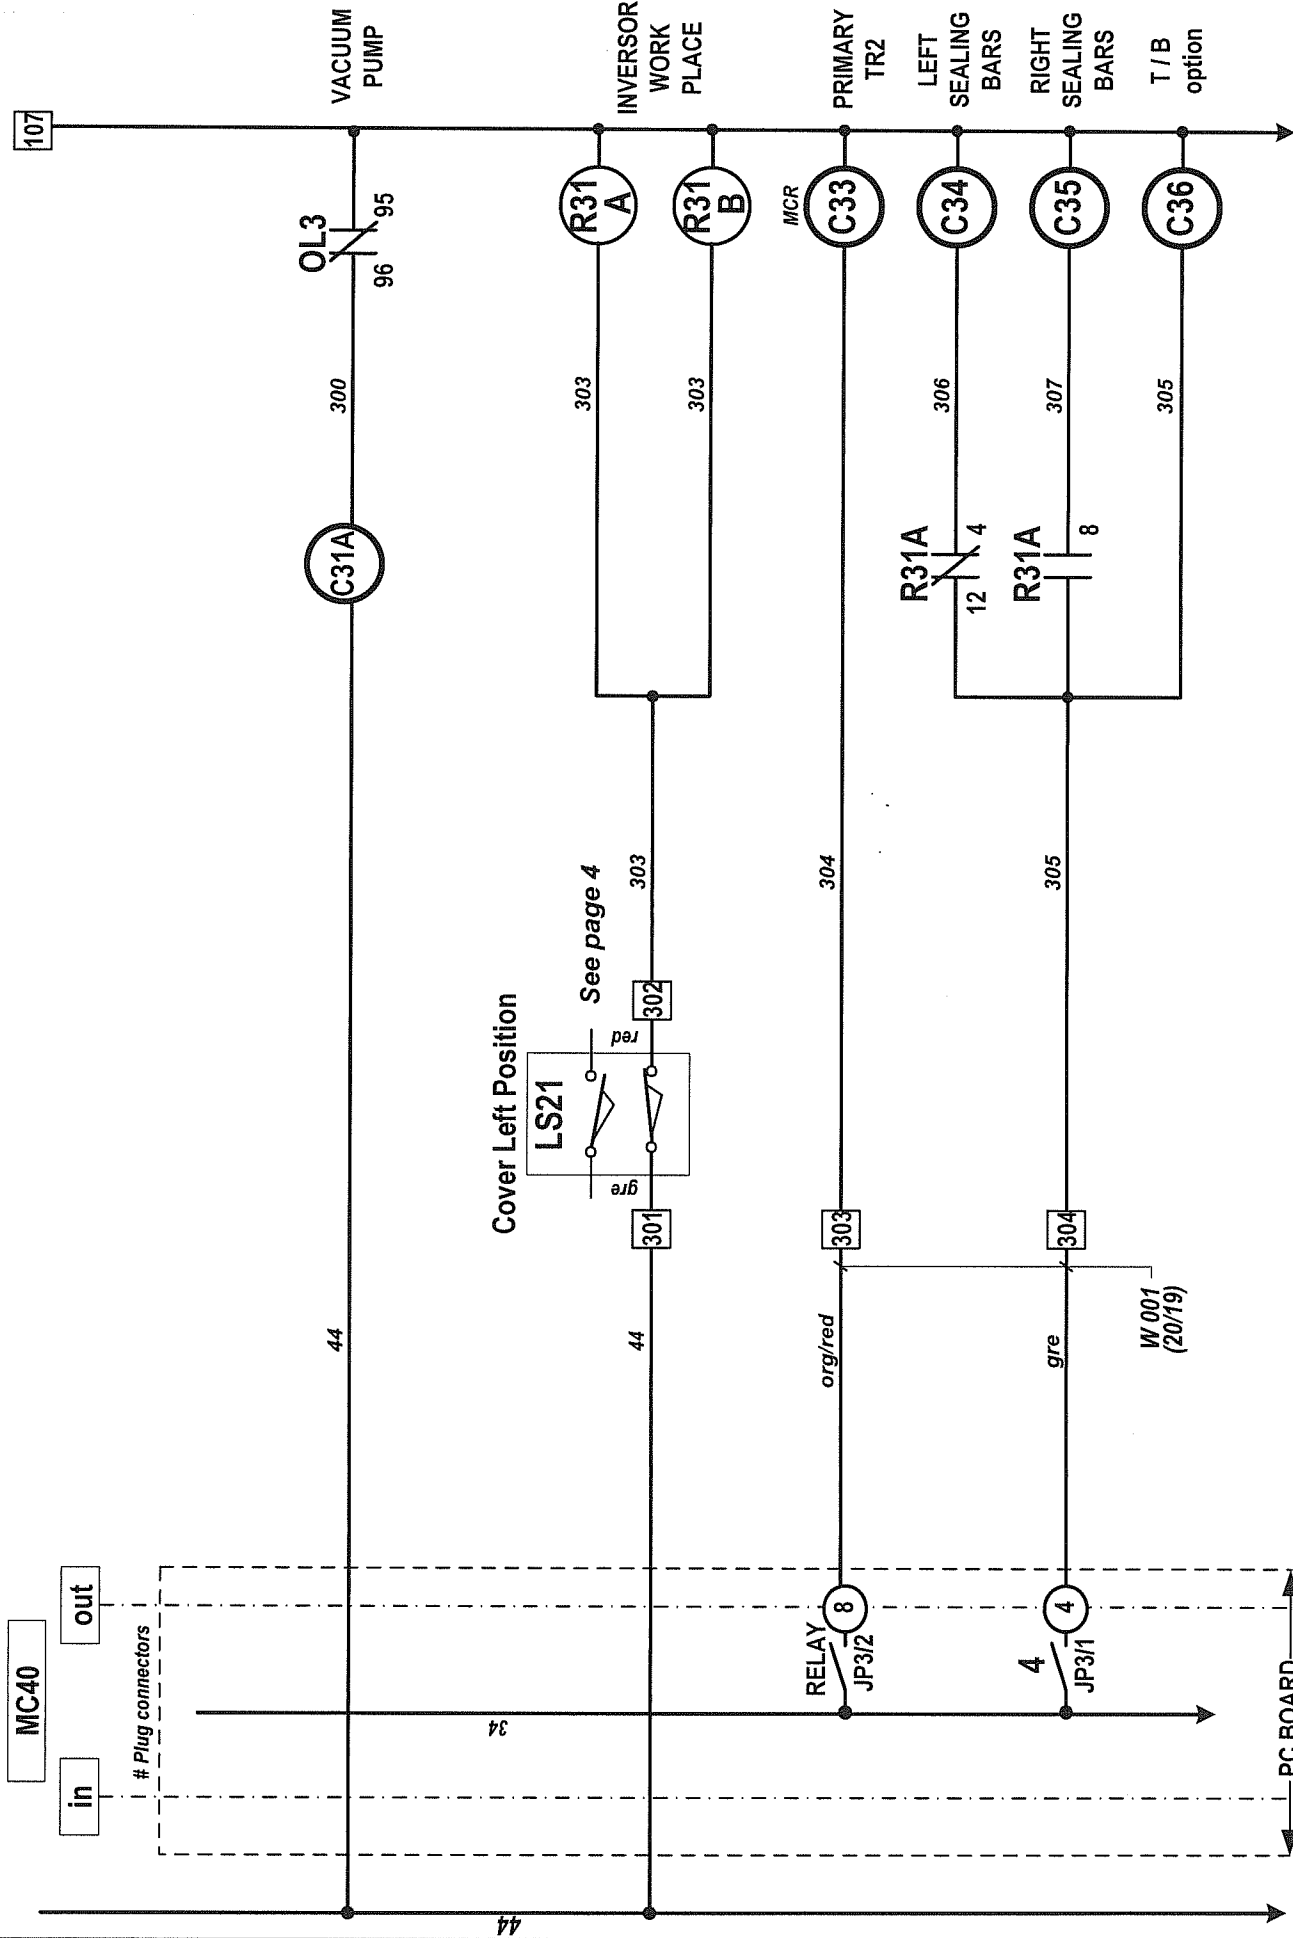 107
VACUUM
PUMP
OL3
95
96
300
C31A
44
INVERSOR
WORK
PLACE
R31
A
R31
B
303
303
303
302
red
See page 4
Cover Left Position
LS21
gre
301
44
PRIMARY
TR2
MCR
C33
304
303
org/red
8
RELAY
JP3/2
LEFT
SEALING
BARS
C34
306
R31A
4
12
RIGHT
SEALING
BARS
C35
307
R31A
8
305
304
gre
4
4
JP3/1
T / B
option
C36
305
W 001
(20/19)
MC40
out
in
# Plug connectors
34
44
PC BOARD